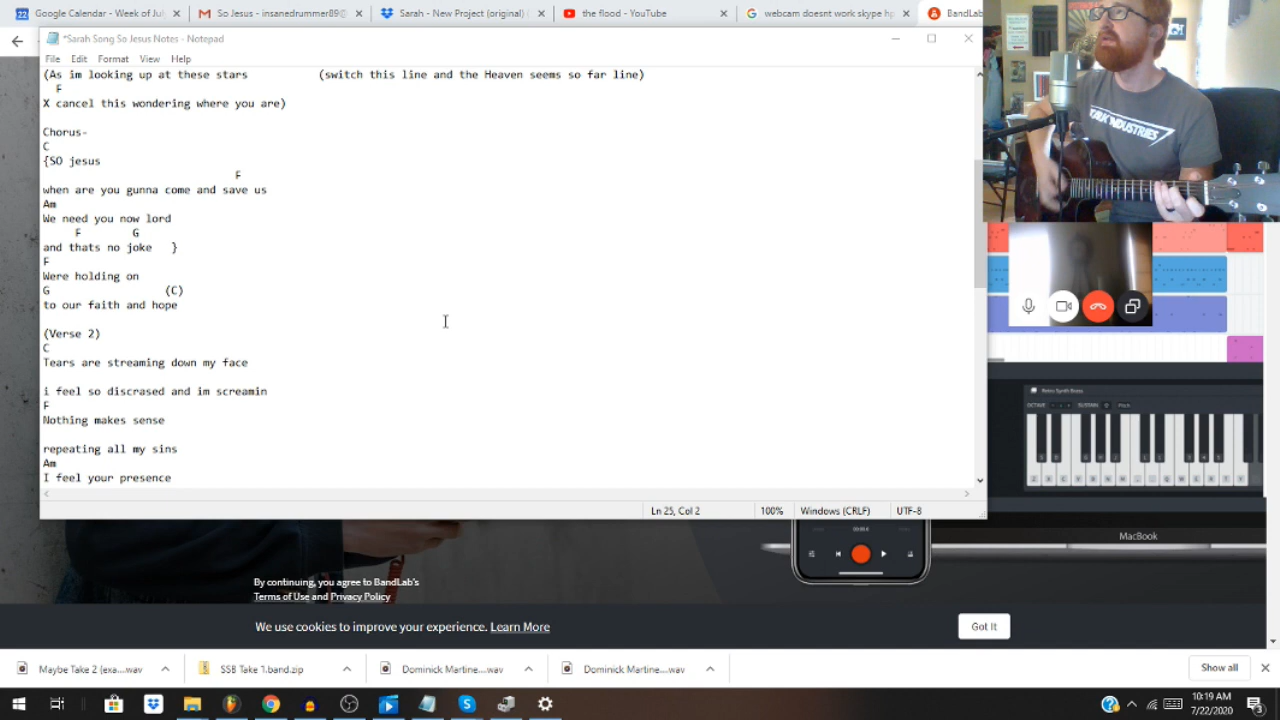 Google Calendar - Week of Jul
So Jesus - insanedrummer89@
Sarah - New Project (original) (
the flood - YouTube
webcam doesnt work skype hp
BandLab
*Sarah Song So Jesus Notes - Notepad
File Edit Format View Help
(As im looking up at these stars (switch this line and the Heaven seems so far line)
F
X cancel this wondering where you are)
Chorus-
C
{SO jesus
F
when are you gunna come and save us
Am
We need you now lord
F G
and thats no joke }
F
Were holding on
G (C)
to our faith and hope
(Verse 2)
C
Tears are streaming down my face
i feel so discrased and im screamin
F
Nothing makes sense
repeating all my sins
Am
I feel your presence
Ln 25, Col 2 100% Windows (CRLF) UTF-8
INDUSTRIES
Retro Synth Bass
OCTAVE SUSTAIN Pitch
MacBook
By continuing, you agree to BandLab's
Terms of Use and Privacy Policy
We use cookies to improve your experience. Learn More
Got It
Maybe Take 2 (exa....wav
SSB Take 1.band.zip
Dominick Martine....wav
Dominick Martine....wav
Show all
10:19 AM
7/22/2020
3